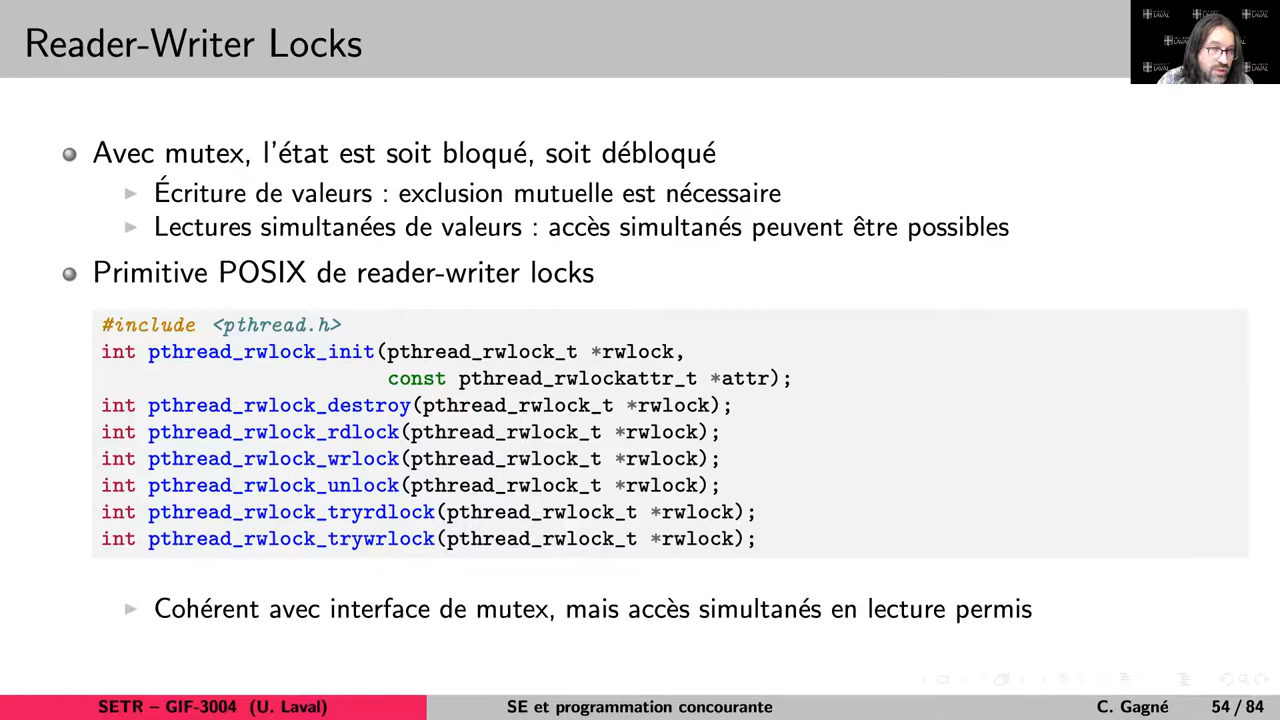 Reader-Writer Locks
Avec mutex, l'état est soit bloqué, soit débloqué
Écriture de valeurs : exclusion mutuelle est nécessaire
Lectures simultanées de valeurs : accès simultanés peuvent être possibles
Primitive POSIX de reader-writer locks
#include <pthread.h>
int pthread_rwlock_init(pthread_rwlock_t *rwlock,
const pthread_rwlockattr_t *attr);
int pthread_rwlock_destroy(pthread_rwlock_t *rwlock);
int pthread_rwlock_rdlock(pthread_rwlock_t *rwlock);
int pthread_rwlock_wrlock(pthread_rwlock_t *rwlock);
int pthread_rwlock_unlock(pthread_rwlock_t *rwlock);
int pthread_rwlock_tryrdlock(pthread_rwlock_t *rwlock);
int pthread_rwlock_trywrlock(pthread_rwlock_t *rwlock);
Cohérent avec interface de mutex, mais accès simultanés en lecture permis
SETR – GIF-3004 (U. Laval) SE et programmation concourante C. Gagné 54 / 84